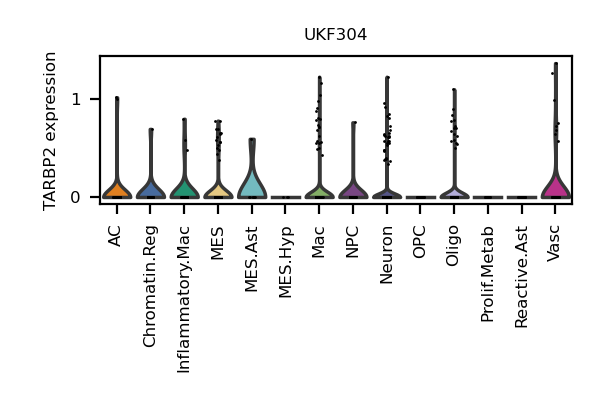 UKF304
TARBP2 expression
1
0
AC
Chromatin.Reg
Inflammatory.Mac
MES
MES.Ast
MES.Hyp
Mac
NPC
Neuron
OPC
Oligo
Prolif.Metab
Reactive.Ast
Vasc